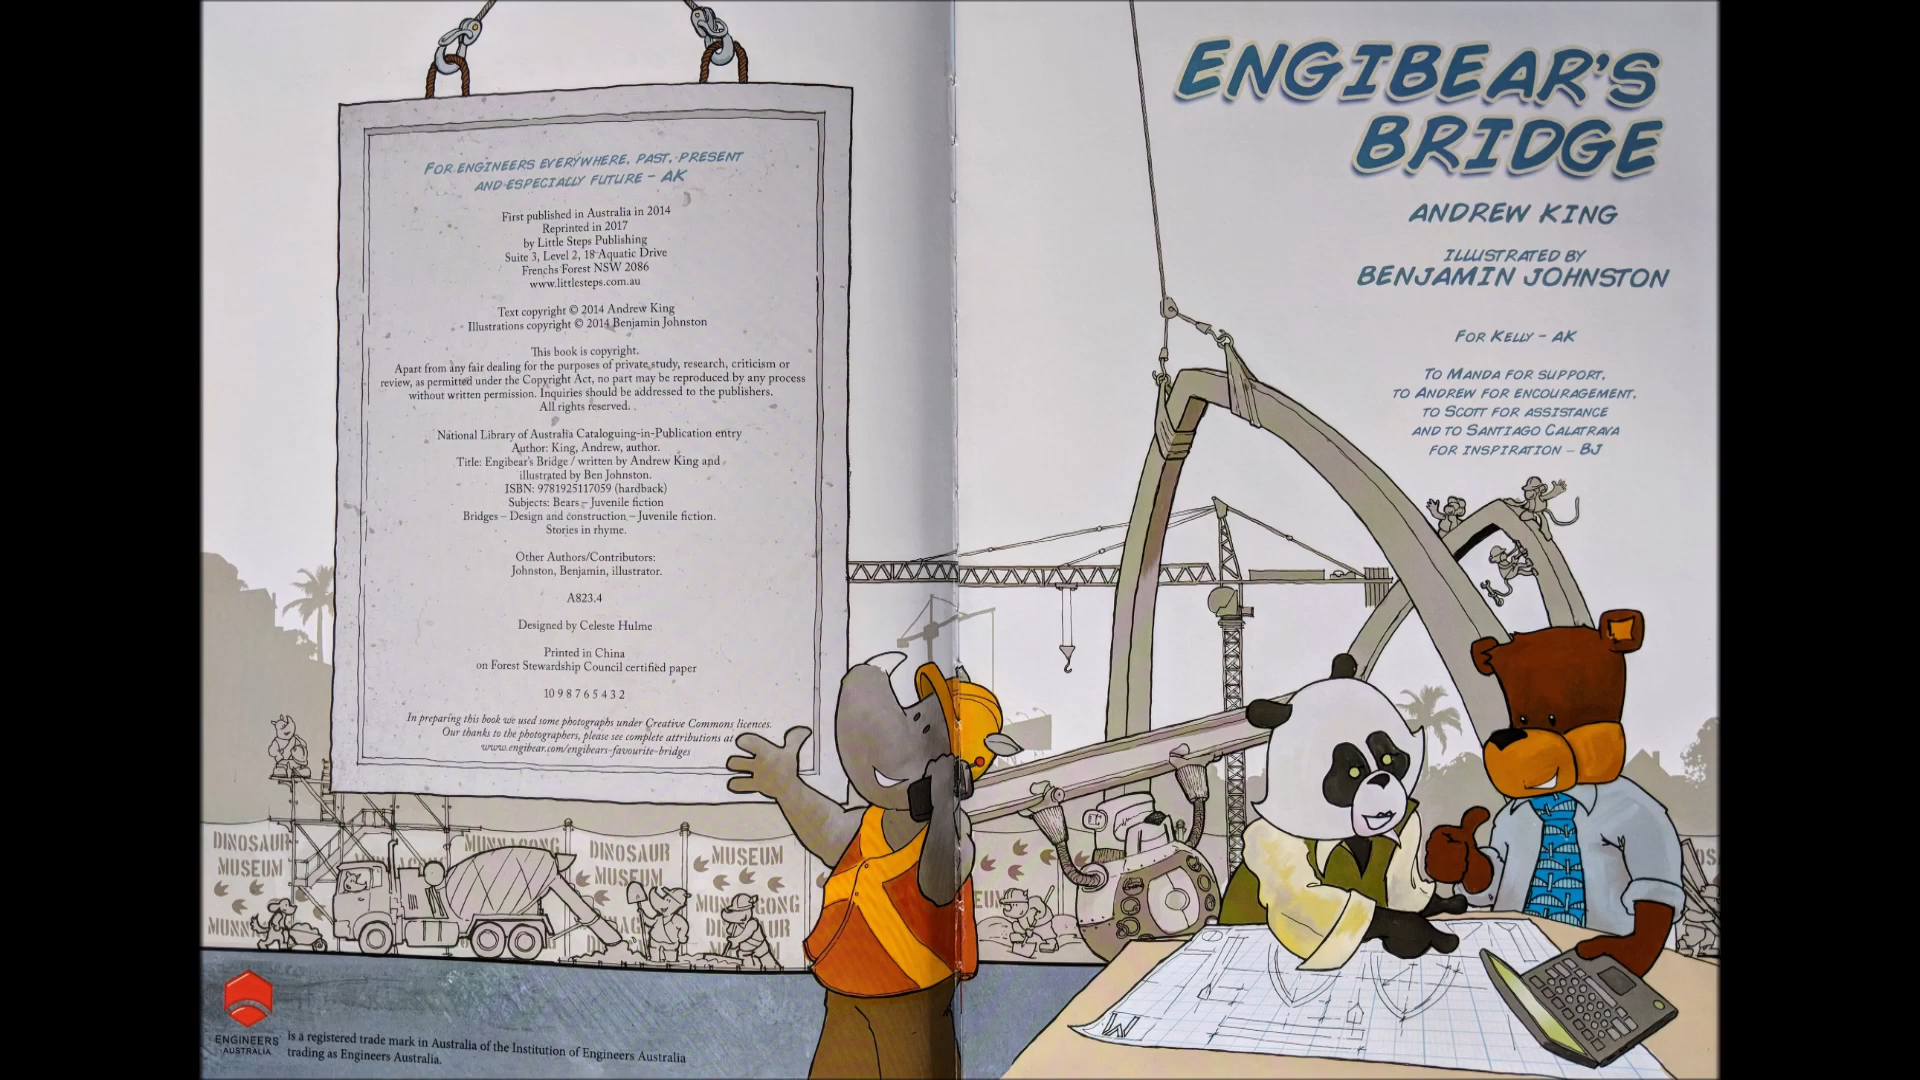 FOR ENGINEERS EVERYWHERE, PAST, PRESENT
AND ESPECIALLY FUTURE – AK
First published in Australia in 2014
Reprinted in 2017
by Little Steps Publishing
Suite 3, Level 2, 18 Aquatic Drive
Frenchs Forest NSW 2086
www.littlesteps.com.au
Text copyright © 2014 Andrew King
Illustrations copyright © 2014 Benjamin Johnston
This book is copyright.
Apart from any fair dealing for the purposes of private study, research, criticism or
review, as permitted under the Copyright Act, no part may be reproduced by any process
without written permission. Inquiries should be addressed to the publishers.
All rights reserved.
National Library of Australia Cataloguing-in-Publication entry
Author: King, Andrew, author.
Title: Engibear's Bridge / written by Andrew King and
illustrated by Ben Johnston.
ISBN: 9781925117059 (hardback)
Subjects: Bears – Juvenile fiction
Bridges – Design and construction – Juvenile fiction.
Stories in rhyme.
Other Authors/Contributors:
Johnston, Benjamin, illustrator.
A823.4
Designed by Celeste Hulme
Printed in China
on Forest Stewardship Council certified paper
10 9 8 7 6 5 4 3 2
In preparing this book we used some photographs under Creative Commons licences.
Our thanks to the photographers, please see complete attributions at
www.engibear.com/engibears-favourite-bridges
DINOSAUR
MUSEUM
MUNNAGONG
DINOSAUR
MUSEUM
MUSEUM
ENGINEERS
AUSTRALIA
is a registered trade mark in Australia of the Institution of Engineers Australia
trading as Engineers Australia.
ENGIBEAR'S
BRIDGE
ANDREW KING
ILLUSTRATED BY
BENJAMIN JOHNSTON
FOR KELLY – AK
TO MANDA FOR SUPPORT,
TO ANDREW FOR ENCOURAGEMENT,
TO SCOTT FOR ASSISTANCE
AND TO SANTIAGO CALATRAVA
FOR INSPIRATION – BJ